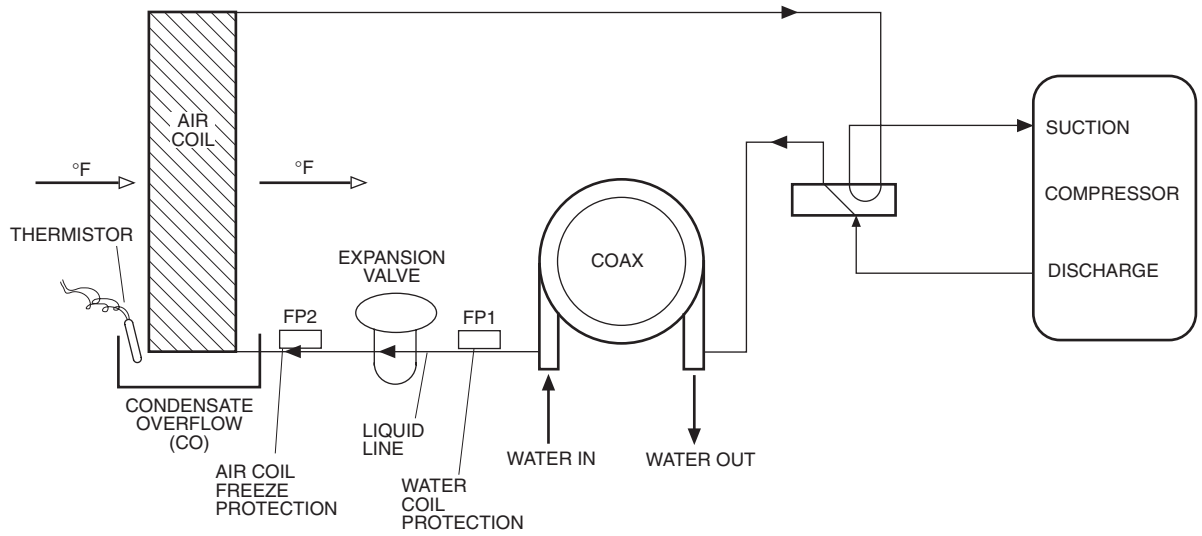 AIR
COIL
°F
°F
THERMISTOR
EXPANSION
VALVE
COAX
SUCTION
COMPRESSOR
DISCHARGE
FP2
FP1
CONDENSATE
OVERFLOW
(CO)
AIR COIL
FREEZE
PROTECTION
LIQUID
LINE
WATER
COIL
PROTECTION
WATER IN
WATER OUT